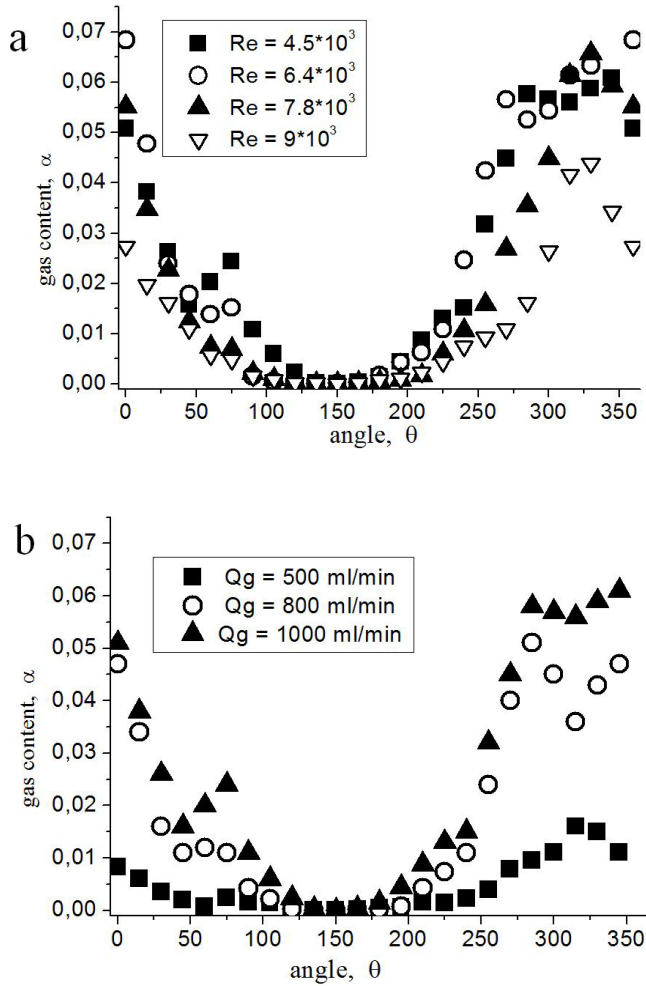 a
0,07
0,06
0,05
0,04
0,03
0,02
0,01
0,00
gas content, α
Re = 4.5*10³
Re = 6.4*10³
Re = 7.8*10³
Re = 9*10³
0 50 100 150 200 250 300 350
angle, θ
b
0,07
0,06
0,05
0,04
0,03
0,02
0,01
0,00
gas content, α
Qg = 500 ml/min
Qg = 800 ml/min
Qg = 1000 ml/min
0 50 100 150 200 250 300 350
angle, θ